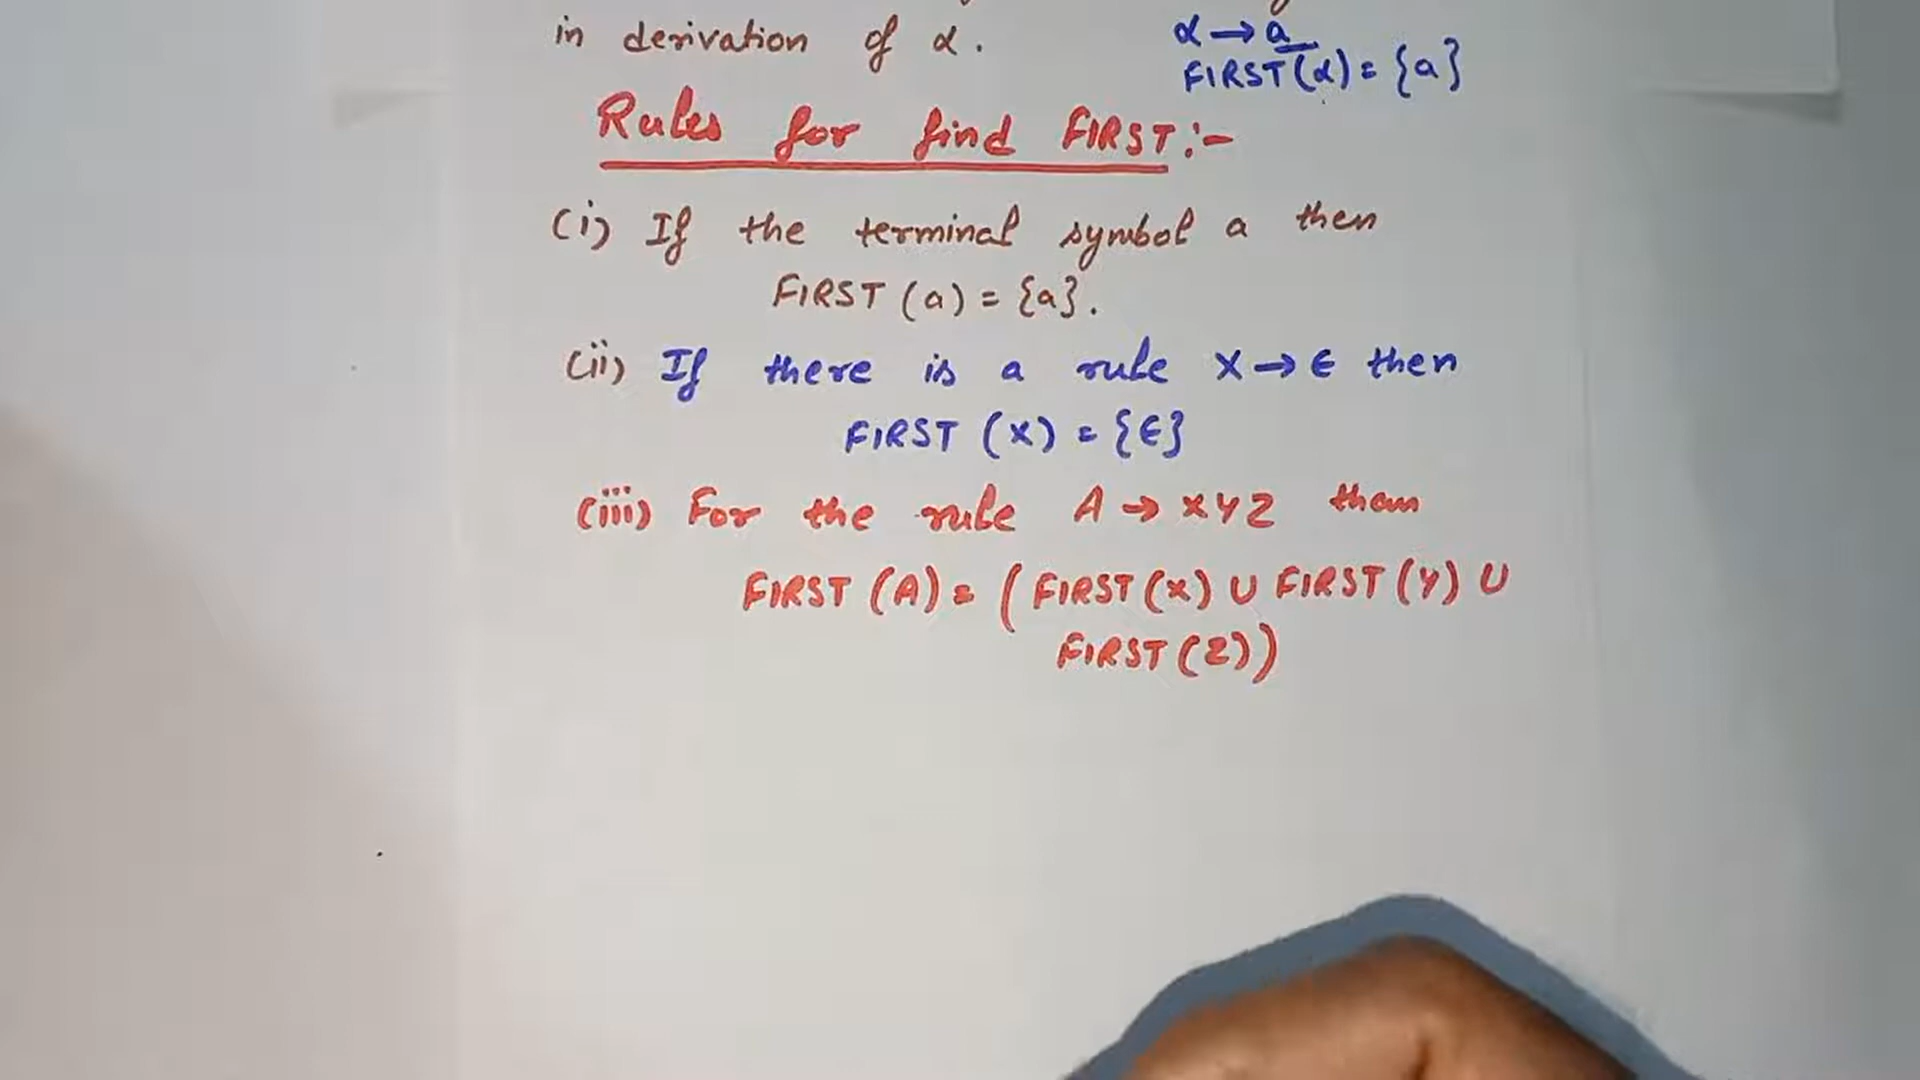 in derivation of α.
α → a
FIRST(α) = {a}
Rules for find FIRST:-
(i) If the terminal symbol a then
FIRST (a) = {a}.
(ii) If there is a rule X → ε then
FIRST (X) = {ε}
(iii) For the rule A → XYZ then
FIRST (A) = (FIRST(X) ∪ FIRST(Y) ∪
FIRST(Z))